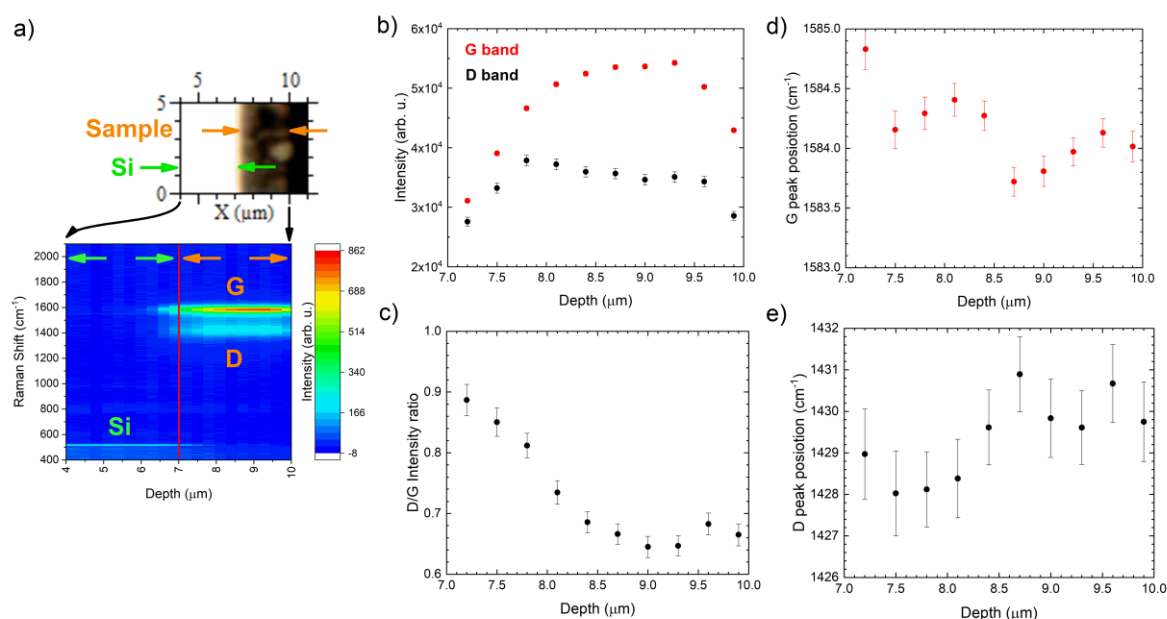 a)
5
10
5
Sample
Si
0
X (µm)
2000
1800
1600
1400
1200
1000
800
600
400
Raman Shift (cm⁻¹)
G
D
Si
4
5
6
7
8
9
10
Depth (µm)
862
688
514
340
166
-8
Intensity (arb. u.)
b)
6x10⁴
5x10⁴
4x10⁴
3x10⁴
2x10⁴
Intensity (arb. u.)
G band
D band
7.0 7.5 8.0 8.5 9.0 9.5 10.0
Depth (µm)
c)
1.0
0.9
0.8
0.7
0.6
D/G Intensity ratio
7.0 7.5 8.0 8.5 9.0 9.5 10.0
Depth (µm)
d)
1585.0
1584.5
1584.0
1583.5
1583.0
G peak posiotion (cm⁻¹)
7.0 7.5 8.0 8.5 9.0 9.5 10.0
Depth (µm)
e)
1432
1431
1430
1429
1428
1427
1426
D peak posiotion (cm⁻¹)
7.0 7.5 8.0 8.5 9.0 9.5 10.0
Depth (µm)